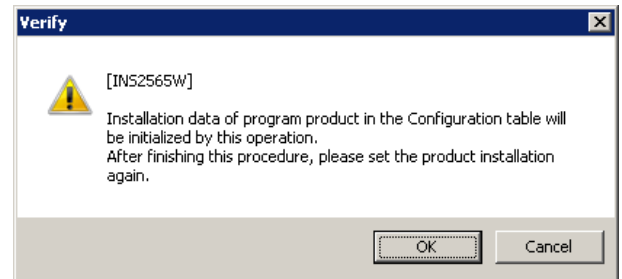 Verify
[INS2565W]
Installation data of program product in the Configuration table will
be initialized by this operation.
After finishing this procedure, please set the product installation
again.
OK
Cancel